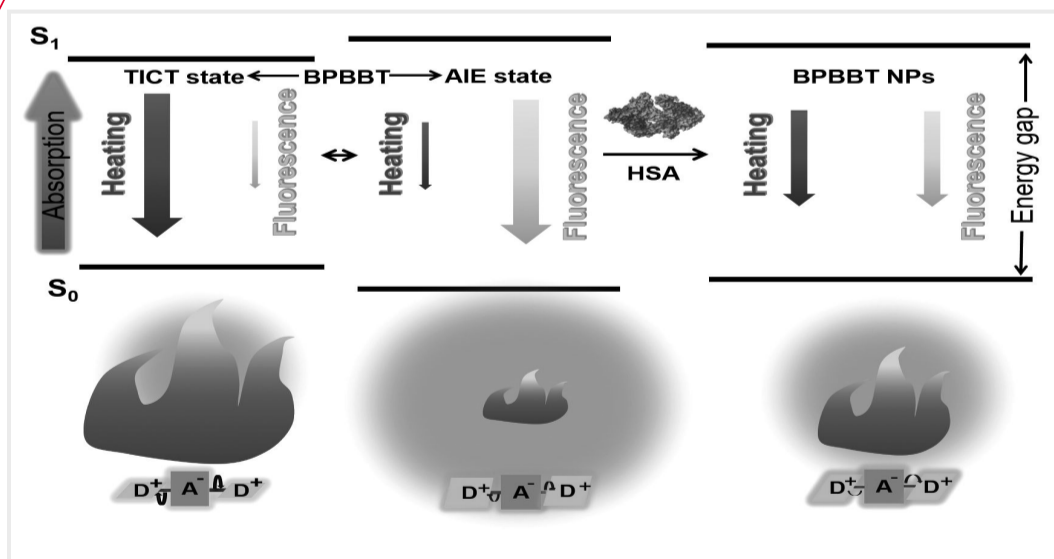 S1
TICT state
BPBBT
AIE state
BPBBT NPs
Absorption
Heating
Fluorescence
Heating
Fluorescence
HSA
Heating
Fluorescence
Energy gap
S0
D+ A- D+
D+ A- D+
D+ A- D+